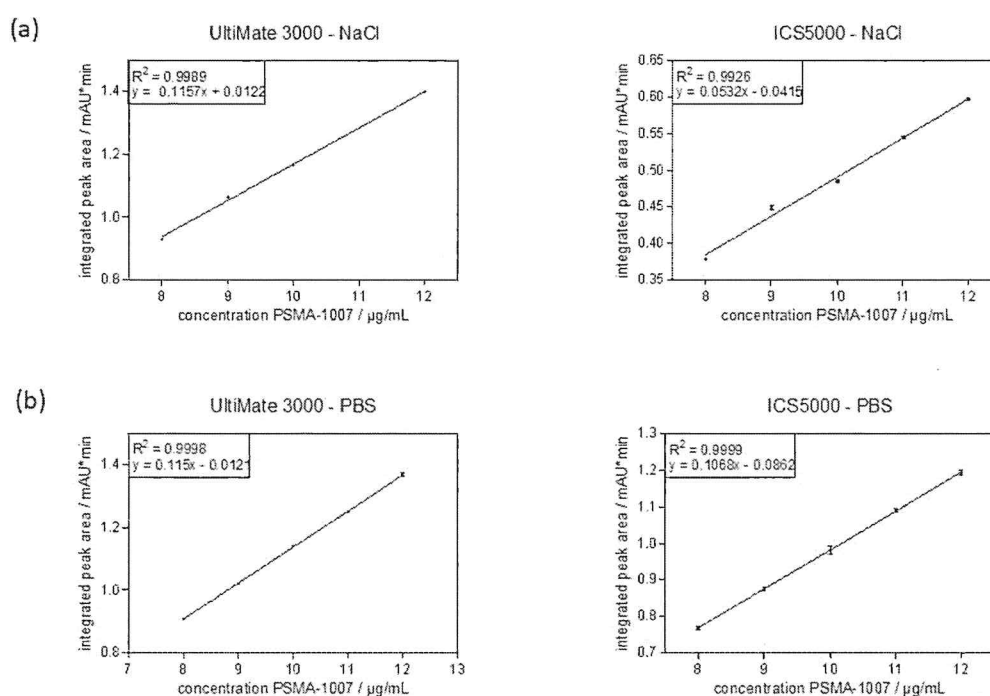 (a)
UltiMate 3000 - NaCl
R² = 0.9989
y = 0.1157x + 0.0122
integrated peak area / mAU*min
1.4
1.2
1.0
0.8
8 9 10 11 12
concentration PSMA-1007 / µg/mL
ICS5000 - NaCl
R² = 0.9926
y = 0.0532x - 0.0415
integrated peak area / mAU*min
0.65
0.60
0.55
0.50
0.45
0.40
0.35
8 9 10 11 12
concentration PSMA-1007 / µg/mL
(b)
UltiMate 3000 - PBS
R² = 0.9998
y = 0.115x - 0.0121
integrated peak area / mAU*min
1.4
1.2
1.0
0.8
7 8 9 10 11 12 13
concentration PSMA-1007 / µg/mL
ICS5000 - PBS
R² = 0.9999
y = 0.1068x - 0.0862
integrated peak area / mAU*min
1.3
1.2
1.1
1.0
0.9
0.8
0.7
8 9 10 11 12
concentration PSMA-1007 / µg/mL